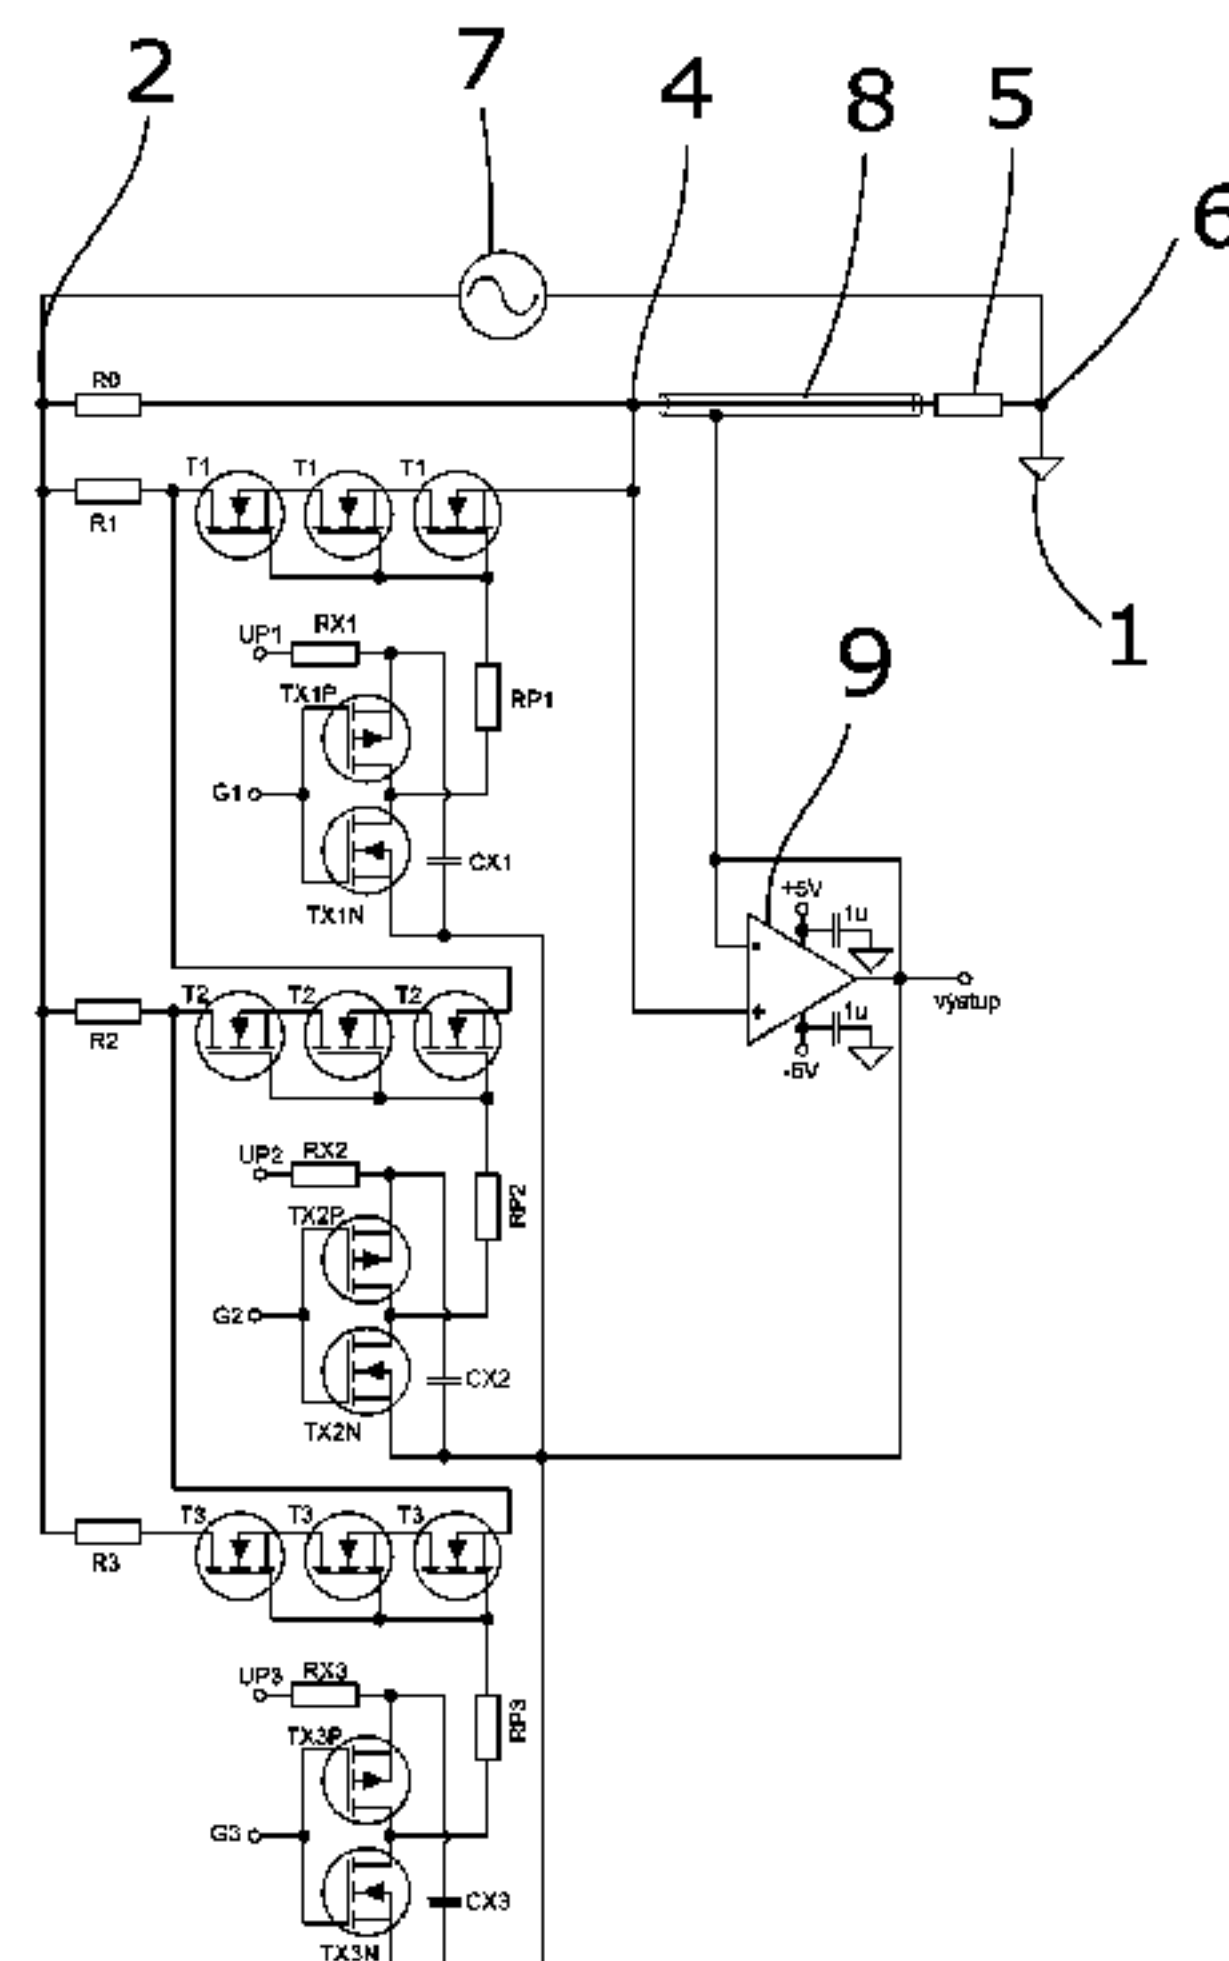 2
7
4
8
5
6
R0
T1 T1 T1
R1
1
UP1 RX1
TX1P
RP1
9
G1
CX1
TX1N
+5V
1u
T2 T2 T2
R2
výstup
1u
-5V
UP2 RX2
TX2P
RP2
G2
CX2
TX2N
T3 T3 T3
R3
UP3 RX3
TX3P
RP3
G3
CX3
TX3N